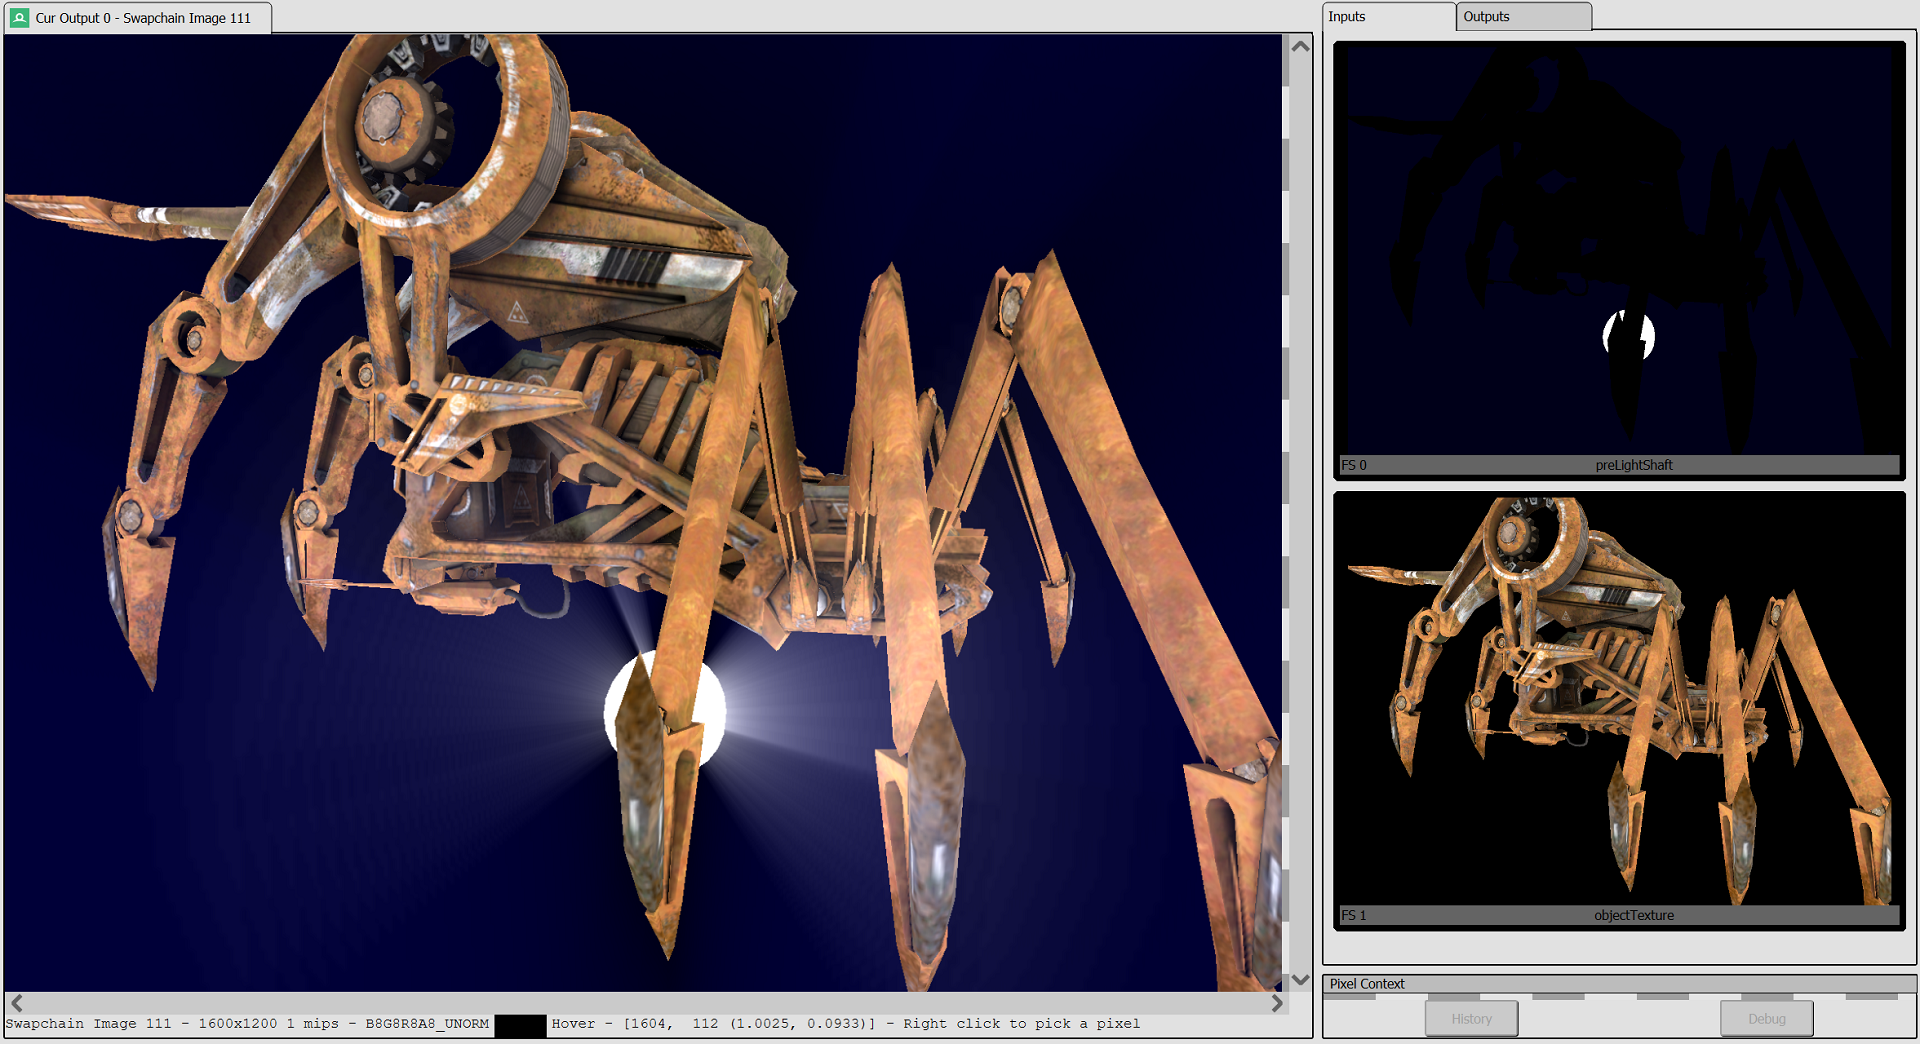 Cur Output 0 - Swapchain Image 111
Inputs
Outputs
FS 0
preLightShaft
FS 1
objectTexture
Pixel Context
History
Debug
Swapchain Image 111 - 1600x1200 1 mips - B8G8R8A8_UNORM
Hover - [1604,  112 (1.0025, 0.0933)] - Right click to pick a pixel